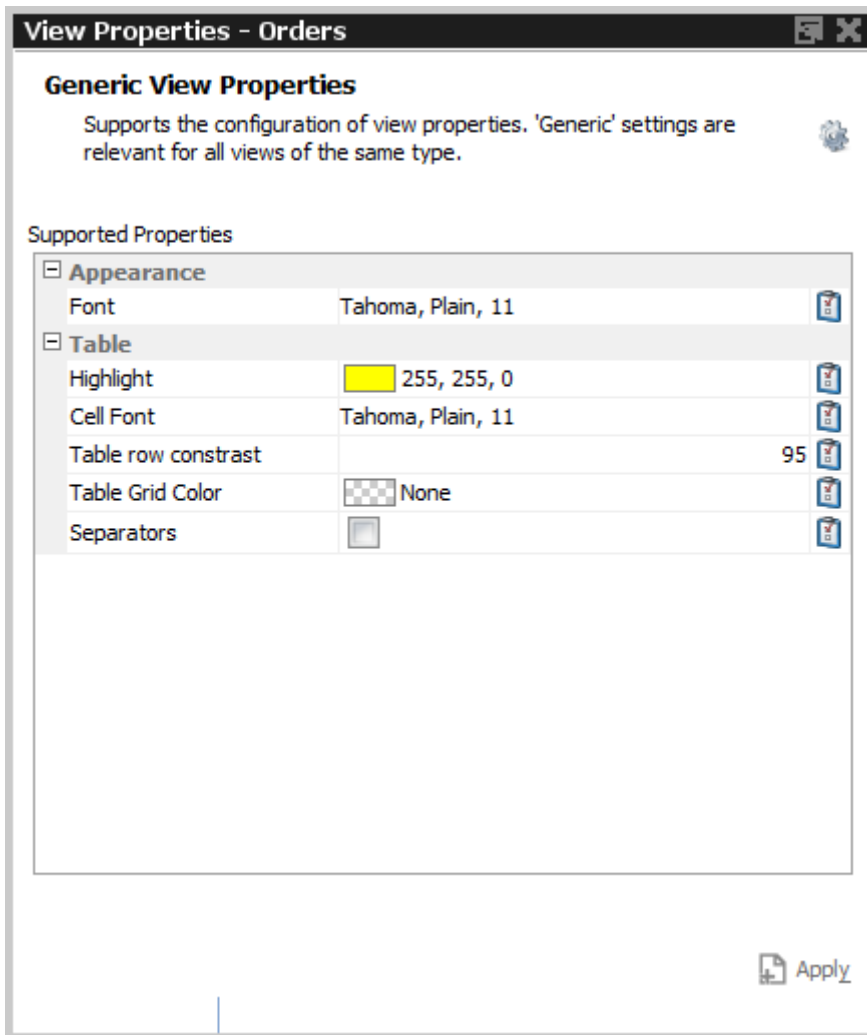 View Properties - Orders
Generic View Properties
Supports the configuration of view properties. 'Generic' settings are
relevant for all views of the same type.
Supported Properties
Appearance
Font Tahoma, Plain, 11
Table
Highlight 255, 255, 0
Cell Font Tahoma, Plain, 11
Table row constrast 95
Table Grid Color None
Separators
Apply